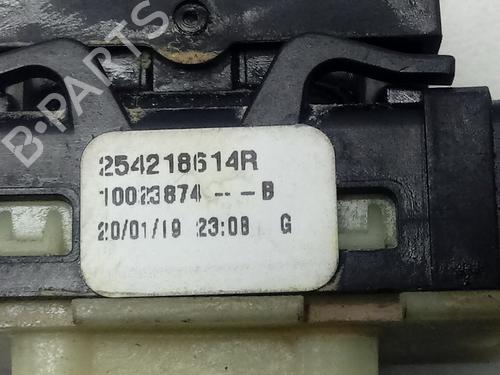 B-PARTS
254218614R
10023874 -- - B
20/01/19 23:08 G